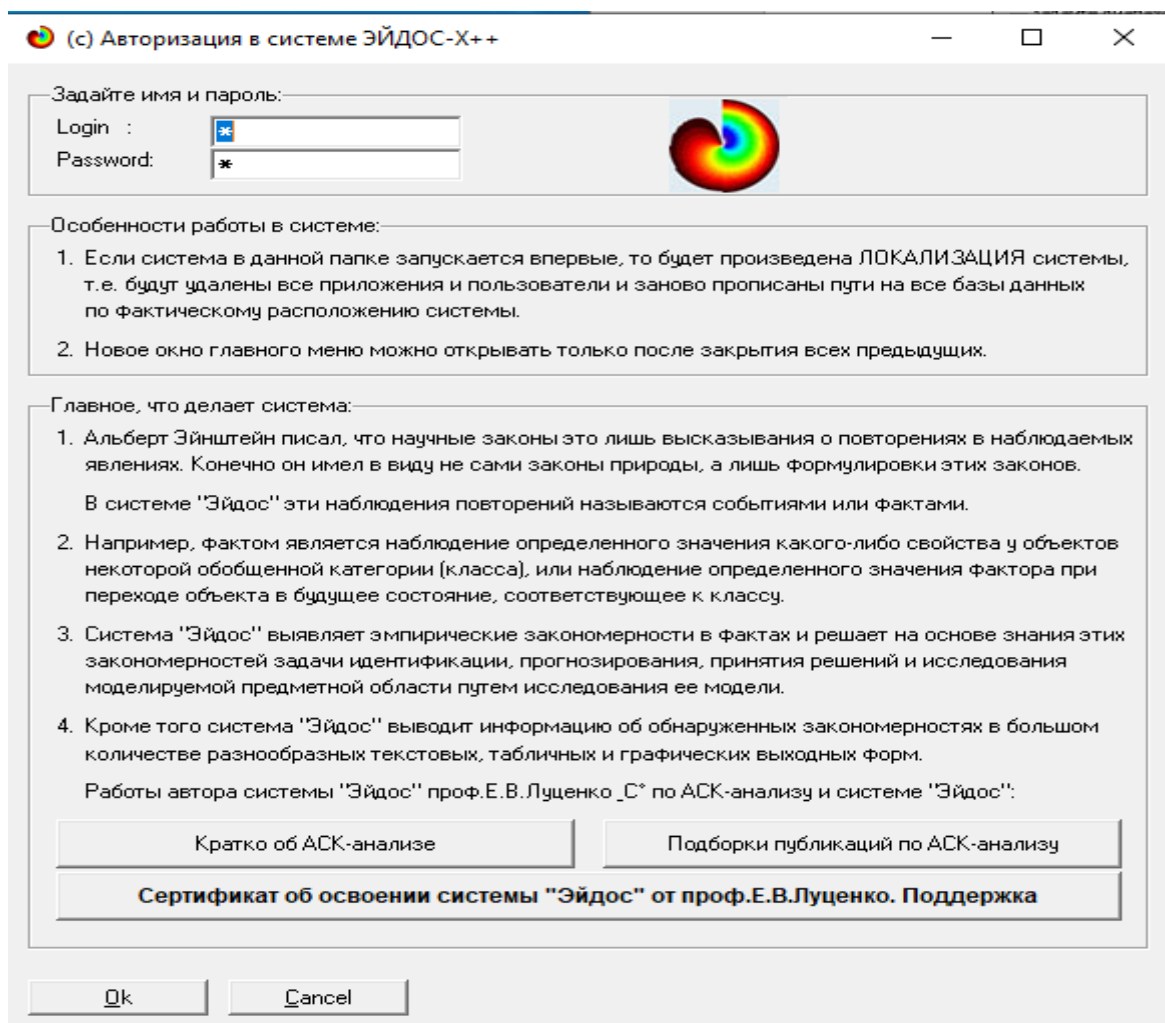 (c) Авторизация в системе ЭЙДОС-X++
Задайте имя и пароль:
Login :
*
Password:
*
Особенности работы в системе:
1. Если система в данной папке запускается впервые, то будет произведена ЛОКАЛИЗАЦИЯ системы,
т.е. будут удалены все приложения и пользователи и заново прописаны пути на все базы данных
по фактическому расположению системы.
2. Новое окно главного меню можно открывать только после закрытия всех предыдущих.
Главное, что делает система:
1. Альберт Эйнштейн писал, что научные законы это лишь высказывания о повторениях в наблюдаемых
явлениях. Конечно он имел в виду не сами законы природы, а лишь формулировки этих законов.
В системе "Эйдос" эти наблюдения повторений называются событиями или фактами.
2. Например, фактом является наблюдение определенного значения какого-либо свойства у объектов
некоторой обобщенной категории (класса), или наблюдение определенного значения фактора при
переходе объекта в будущее состояние, соответствующее к классу.
3. Система "Эйдос" выявляет эмпирические закономерности в фактах и решает на основе знания этих
закономерностей задачи идентификации, прогнозирования, принятия решений и исследования
моделируемой предметной области путем исследования ее модели.
4. Кроме того система "Эйдос" выводит информацию об обнаруженных закономерностях в большом
количестве разнообразных текстовых, табличных и графических выходных форм.
Работы автора системы "Эйдос" проф.Е.В.Луценко _С° по АСК-анализу и системе "Эйдос":
Кратко об АСК-анализе
Подборки публикаций по АСК-анализу
Сертификат об освоении системы "Эйдос" от проф.Е.В.Луценко. Поддержка
Ok
Cancel